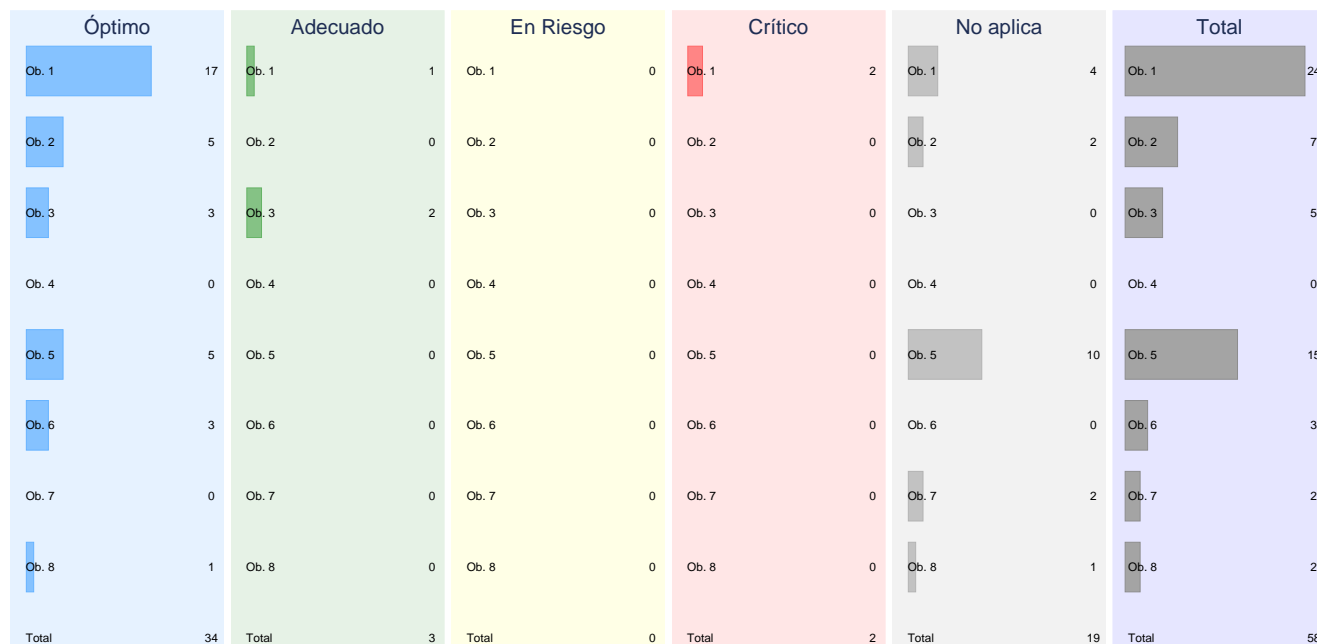 Óptimo Adecuado En Riesgo Crítico No aplica Total
Ob. 1 17 Ob. 1 1 Ob. 1 0 Ob. 1 2 Ob. 1 4 Ob. 1 24
Ob. 2 5 Ob. 2 0 Ob. 2 0 Ob. 2 0 Ob. 2 2 Ob. 2 7
Ob. 3 3 Ob. 3 2 Ob. 3 0 Ob. 3 0 Ob. 3 0 Ob. 3 5
Ob. 4 0 Ob. 4 0 Ob. 4 0 Ob. 4 0 Ob. 4 0 Ob. 4 0
Ob. 5 5 Ob. 5 0 Ob. 5 0 Ob. 5 0 Ob. 5 10 Ob. 5 15
Ob. 6 3 Ob. 6 0 Ob. 6 0 Ob. 6 0 Ob. 6 0 Ob. 6 3
Ob. 7 0 Ob. 7 0 Ob. 7 0 Ob. 7 0 Ob. 7 2 Ob. 7 2
Ob. 8 1 Ob. 8 0 Ob. 8 0 Ob. 8 0 Ob. 8 1 Ob. 8 2
Total 34 Total 3 Total 0 Total 2 Total 19 Total 58